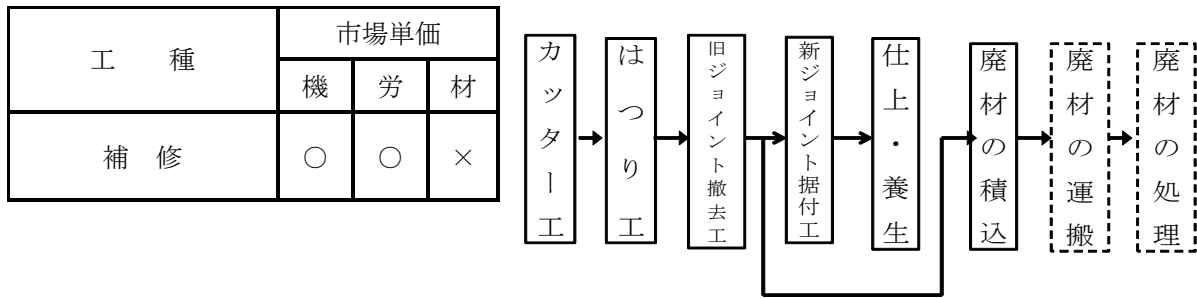 工　種
市場単価
機　労　材
補　修　○　○　×
カッター工
はつり工
旧ジョイント撤去工
新ジョイント据付工
仕上・養生
廃材の積込
廃材の運搬
廃材の処理